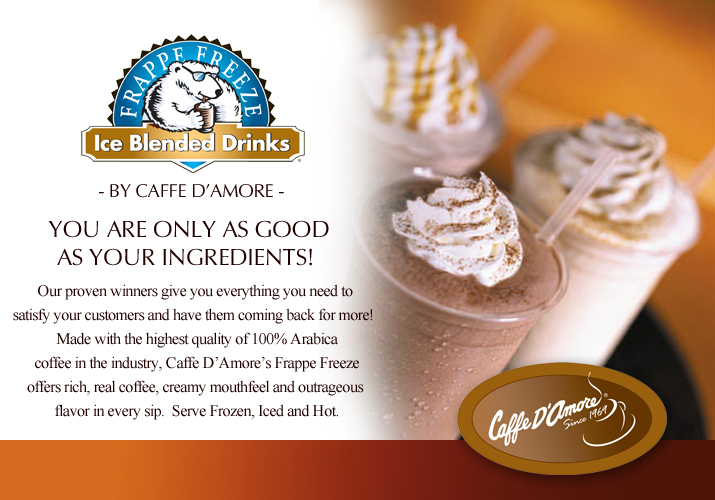 FRAPPE FREEZE
Ice Blended Drinks
- BY CAFFE D’AMORE -
YOU ARE ONLY AS GOOD
AS YOUR INGREDIENTS!
Our proven winners give you everything you need to
satisfy your customers and have them coming back for more!
Made with the highest quality of 100% Arabica
coffee in the industry, Caffe D’Amore’s Frappe Freeze
offers rich, real coffee, creamy mouthfeel and outrageous
flavor in every sip.  Serve Frozen, Iced and Hot.
Caffe D’Amore®
Since 1969